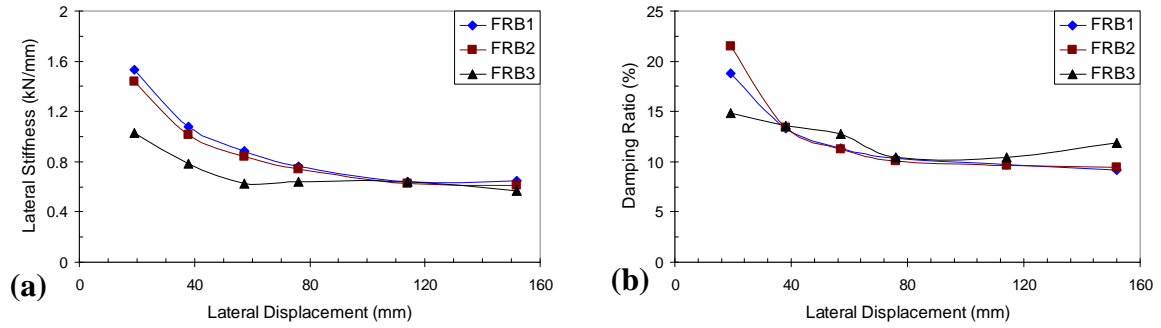 2
1.6
1.2
0.8
0.4
0
Lateral Stiffness (kN/mm)
FRB1
FRB2
FRB3
0 40 80 120 160
Lateral Displacement (mm)
(a)
25
20
15
10
5
0
Damping Ratio (%)
FRB1
FRB2
FRB3
0 40 80 120 160
Lateral Displacement (mm)
(b)